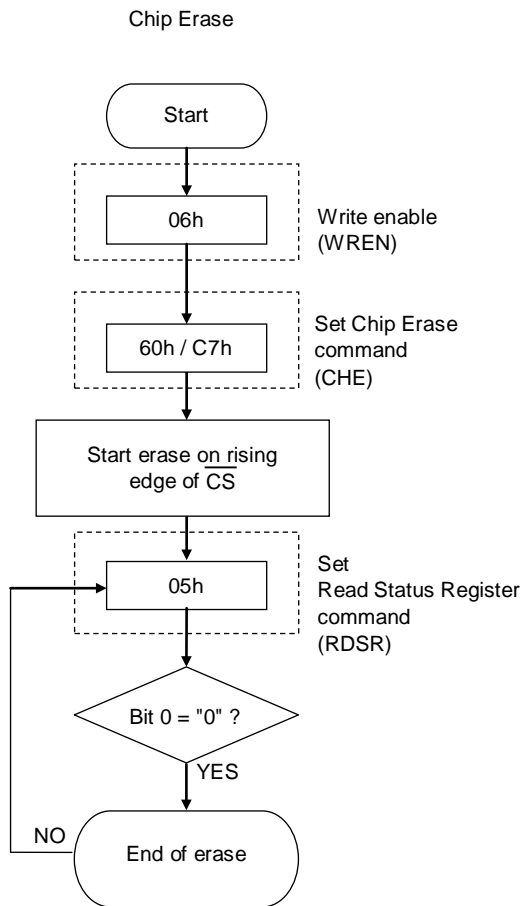 Chip Erase
Start
06h
Write enable
(WREN)
60h / C7h
Set Chip Erase
command
(CHE)
Start erase on rising
edge of C̅S̅
05h
Set
Read Status Register
command
(RDSR)
Bit 0 = "0" ?
YES
NO
End of erase